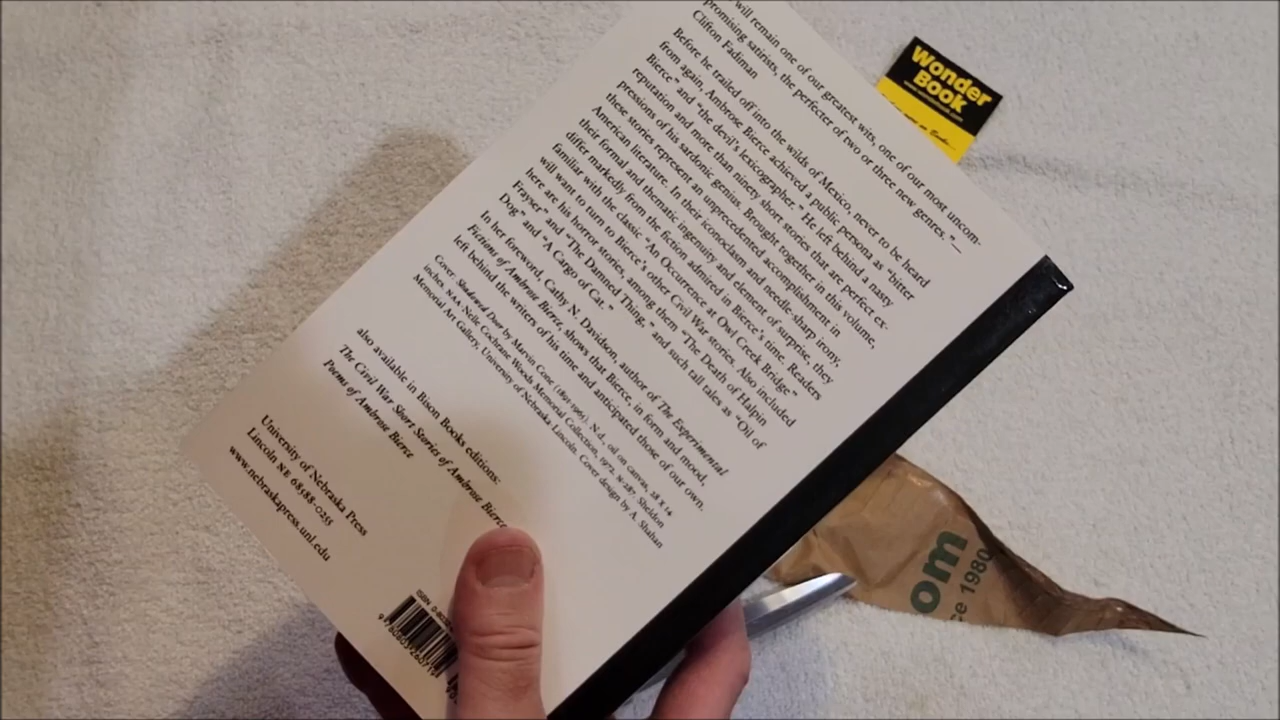 will remain one of our greatest wits, one of our most uncom-
promising satirists, the perfecter of two or three new genres."—
Clifton Fadiman
Before he trailed off into the wilds of Mexico, never to be heard
from again, Ambrose Bierce achieved a public persona as "bitter
Bierce" and "the devil's lexicographer." He left behind a nasty
reputation and more than ninety short stories that are perfect ex-
pressions of his sardonic genius. Brought together in this volume,
these stories represent an unprecedented accomplishment in
American literature. In their iconoclasm and needle-sharp irony,
their formal and thematic ingenuity and element of surprise, they
differ markedly from the fiction admired in Bierce's time. Readers
familiar with the classic "An Occurrence at Owl Creek Bridge"
will want to turn to Bierce's other Civil War stories. Also included
here are his horror stories, among them "The Death of Halpin
Frayser" and "The Damned Thing," and such tall tales as "Oil of
Dog" and "A Cargo of Cat."
In her foreword, Cathy N. Davidson, author of The Experimental
Fictions of Ambrose Bierce, shows that Bierce, in form and mood,
left behind the writers of his time and anticipated those of our own.
Cover: Shadowed Door by Marvin Cone (1891-1965). N.d., oil on canvas, 28 x 14
inches. NAA Nelle Cochrane Woods Memorial Collection, 1972. N-287. Sheldon
Memorial Art Gallery, University of Nebraska-Lincoln. Cover design by A. Shahan
also available in Bison Books editions:
The Civil War Short Stories of Ambrose Bierce
Poems of Ambrose Bierce
University of Nebraska Press
Lincoln NE 68588-0255
www.nebraskapress.unl.edu
ISBN
Wonder
Book
om
ce 1980